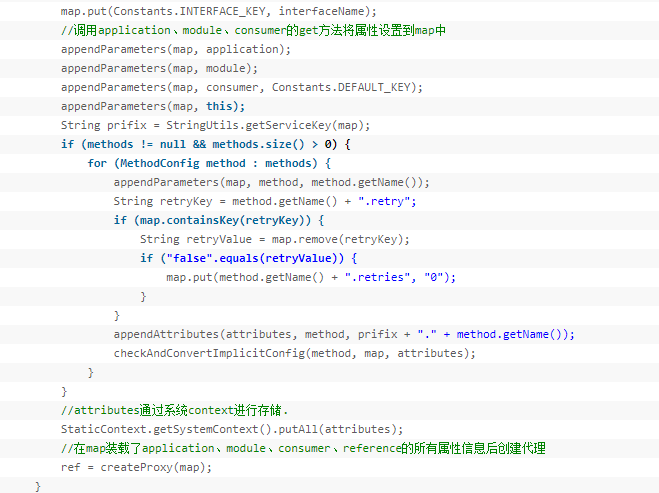 map.put(Constants.INTERFACE_KEY, interfaceName);
//调用application、module、consumer的get方法将属性设置到map中
appendParameters(map, application);
appendParameters(map, module);
appendParameters(map, consumer, Constants.DEFAULT_KEY);
appendParameters(map, this);
String prifix = StringUtils.getServiceKey(map);
if (methods != null && methods.size() > 0) {
for (MethodConfig method : methods) {
appendParameters(map, method, method.getName());
String retryKey = method.getName() + ".retry";
if (map.containsKey(retryKey)) {
String retryValue = map.remove(retryKey);
if ("false".equals(retryValue)) {
map.put(method.getName() + ".retries", "0");
}
}
appendAttributes(attributes, method, prifix + "." + method.getName());
checkAndConvertImplicitConfig(method, map, attributes);
}
}
//attributes通过系统context进行存储.
StaticContext.getSystemContext().putAll(attributes);
//在map装载了application、module、consumer、reference的所有属性信息后创建代理
ref = createProxy(map);
}